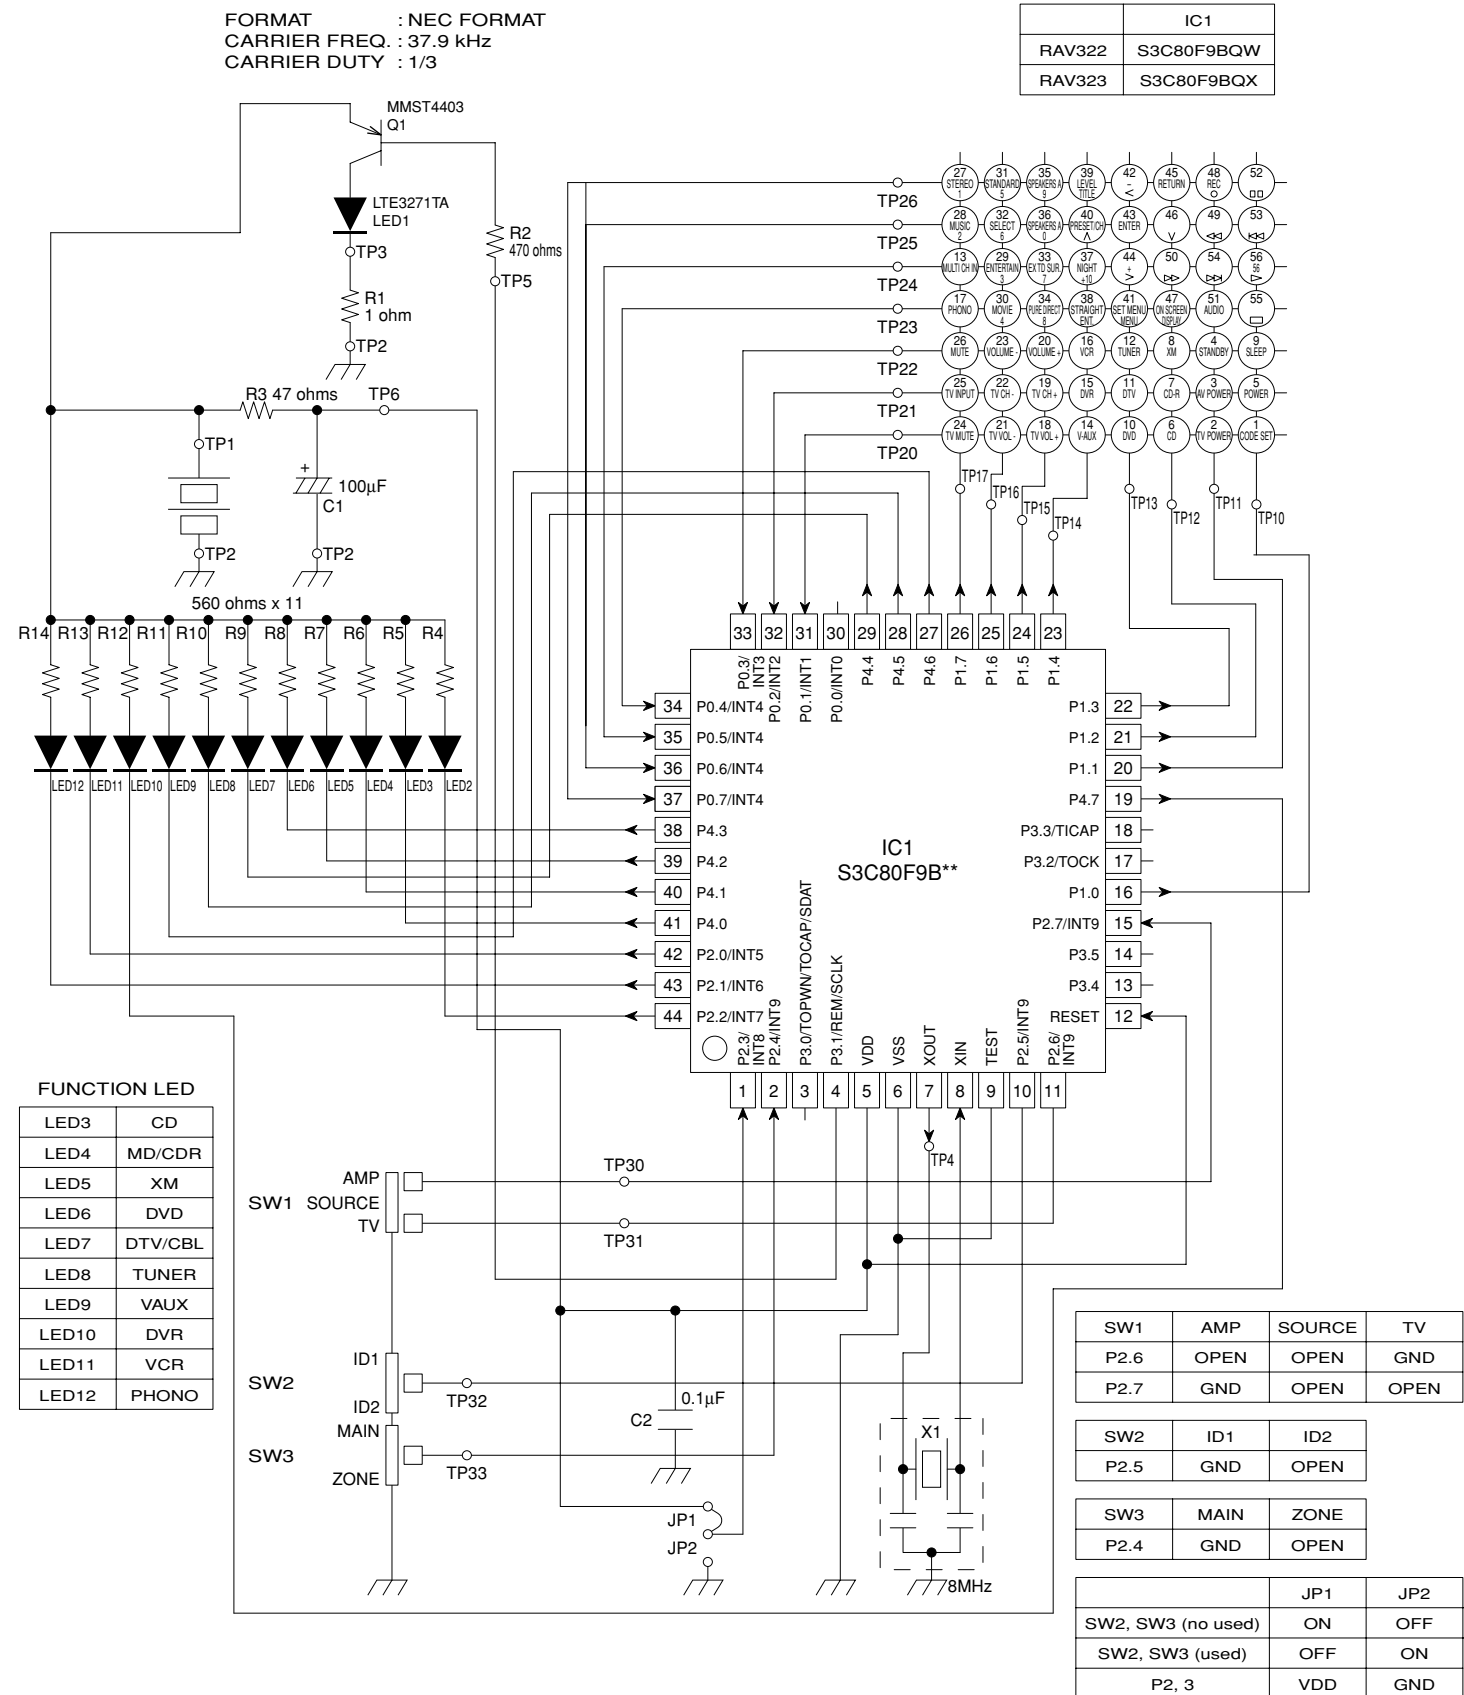 FORMAT : NEC FORMAT
CARRIER FREQ. : 37.9 kHz
CARRIER DUTY : 1/3
IC1
RAV322 S3C80F9BQW
RAV323 S3C80F9BQX
MMST4403
Q1
LTE3271TA
LED1
TP3
R1
1 ohm
TP2
R2
470 ohms
TP5
R3 47 ohms
TP6
TP1
+
100µF
C1
TP2
TP2
TP26
TP25
TP24
TP23
TP22
TP21
TP20
27 STEREO 1
31 STANDARD 5
35 SPEAKERS A 9
39 LEVEL TITLE
42 - <
45 RETURN
48 REC
52
28 MUSIC 2
32 SELECT 6
36 SPEAKERS A 0
40 PRESET/CH
43 ENTER
46
49
53
13 MULTI CH IN
29 ENTERTAIN 3
33 EXTD SUR. 7
37 NIGHT +10
44 + >
50
54
56
56
17 PHONO
30 MOVIE 4
34 PURE DIRECT 8
38 STRAIGHT ENT.
41 SET MENU MENU
47 ON SCREEN DISPLAY
51 AUDIO
55
26 MUTE
23 VOLUME -
20 VOLUME +
16 VCR
12 TUNER
8 XM
4 STANDBY
9 SLEEP
25 TV INPUT
22 TV CH -
19 TV CH +
15 DVR
11 DTV
7 CD-R
3 AV POWER
5 POWER
24 TV MUTE
21 TV VOL -
18 TV VOL +
14 V-AUX
10 DVD
6 CD
2 TV POWER
1 CODE SET
TP17
TP16
TP15
TP14
TP13
TP12
TP11
TP10
560 ohms x 11
R14 R13 R12 R11 R10 R9 R8 R7 R6 R5 R4
LED12 LED11 LED10 LED9 LED8 LED7 LED6 LED5 LED4 LED3 LED2
33 32 31 30 29 28 27 26 25 24 23
P0.3/INT3
P0.2/INT2
P0.1/INT1
P0.0/INT0
P4.4
P4.5
P4.6
P1.7
P1.6
P1.5
P1.4
34 P0.4/INT4
35 P0.5/INT4
36 P0.6/INT4
37 P0.7/INT4
38 P4.3
39 P4.2
40 P4.1
41 P4.0
42 P2.0/INT5
43 P2.1/INT6
44 P2.2/INT7
IC1
S3C80F9B**
P1.3 22
P1.2 21
P1.1 20
P4.7 19
P3.3/TICAP 18
P3.2/TOCK 17
P1.0 16
P2.7/INT9 15
P3.5 14
P3.4 13
RESET 12
P2.3/INT8
P2.4/INT9
P3.0/TOPWN/TOCAP/SDAT
P3.1/REM/SCLK
VDD
VSS
XOUT
XIN
TEST
P2.5/INT9
P2.6/INT9
1 2 3 4 5 6 7 8 9 10 11
TP4
FUNCTION LED
LED3 CD
LED4 MD/CDR
LED5 XM
LED6 DVD
LED7 DTV/CBL
LED8 TUNER
LED9 VAUX
LED10 DVR
LED11 VCR
LED12 PHONO
SW1
AMP
SOURCE
TV
TP30
TP31
SW2
ID1
ID2
TP32
SW3
MAIN
ZONE
TP33
0.1µF
C2
JP1
JP2
X1
8MHz
SW1 AMP SOURCE TV
P2.6 OPEN OPEN GND
P2.7 GND OPEN OPEN
SW2 ID1 ID2
P2.5 GND OPEN
SW3 MAIN ZONE
P2.4 GND OPEN
JP1 JP2
SW2, SW3 (no used) ON OFF
SW2, SW3 (used) OFF ON
P2, 3 VDD GND